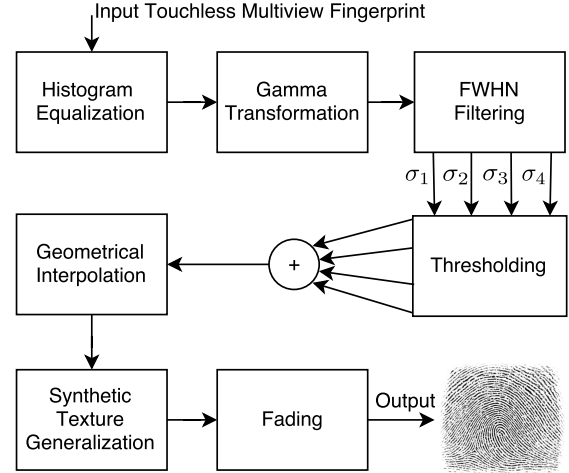 Input Touchless Multiview Fingerprint
Histogram
Equalization
Gamma
Transformation
FWHN
Filtering
σ1 σ2 σ3 σ4
Geometrical
Interpolation
+
Thresholding
Synthetic
Texture
Generalization
Fading
Output